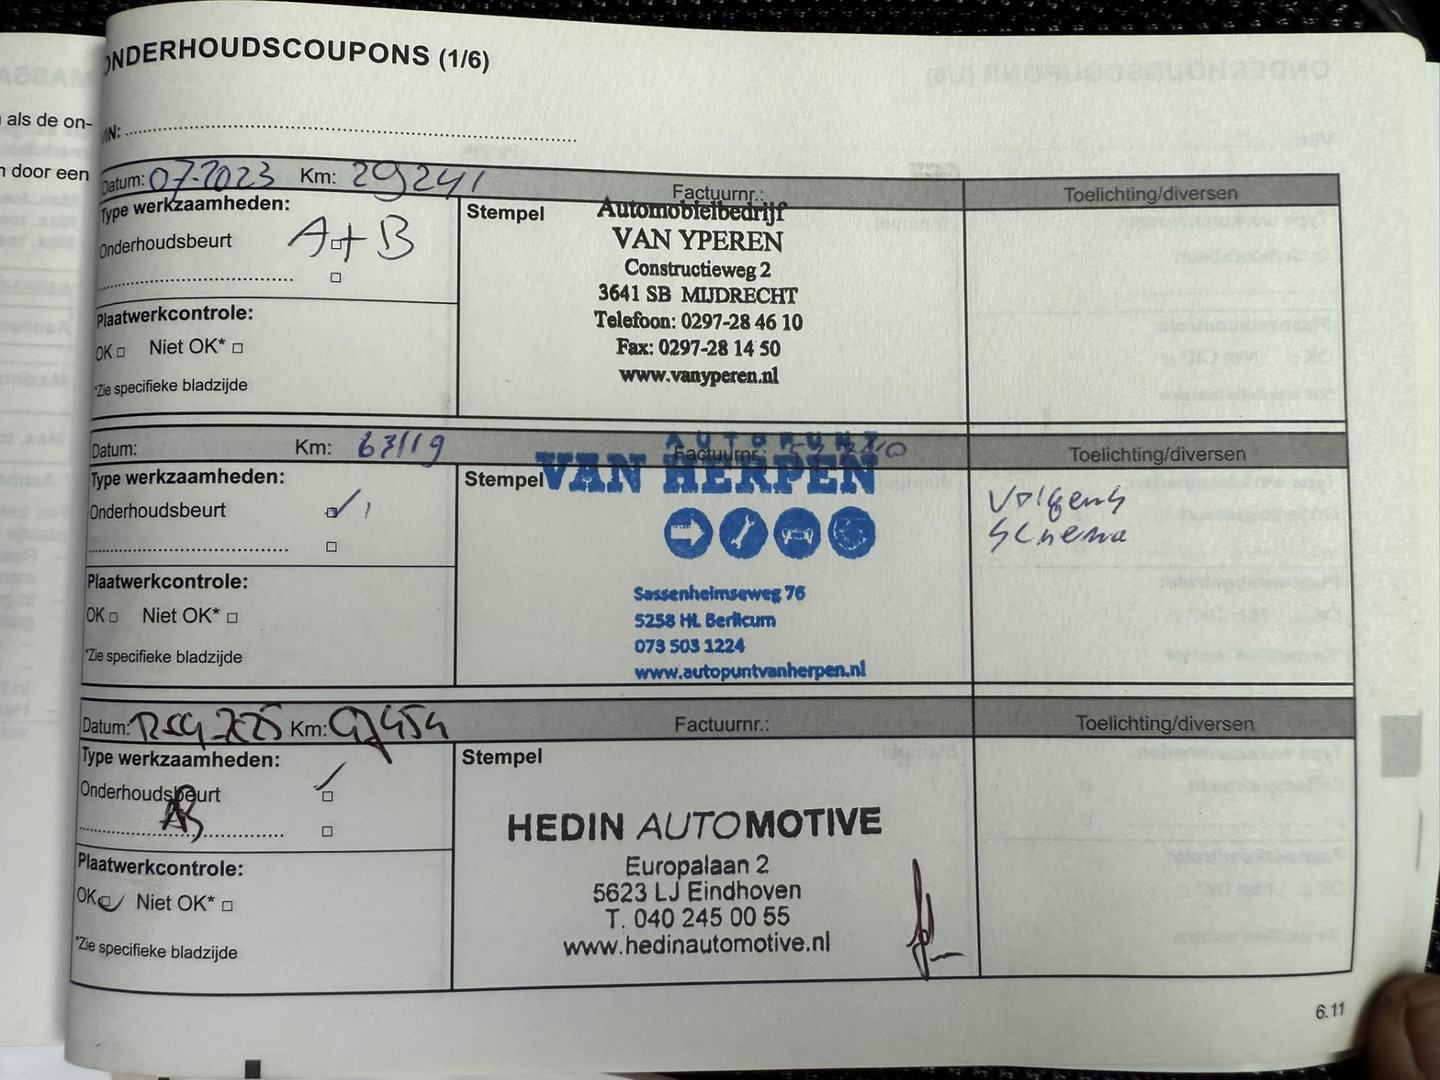 ONDERHOUDSCOUPONS (1/6)
als de on-
VIN:
n door een
Datum: 07-2023 Km: 29241 Factuurnr.: Toelichting/diversen
Type werkzaamheden:
Onderhoudsbeurt A+B
Stempel
Automobielbedrijf
VAN YPEREN
Constructieweg 2
3641 SB MIJDRECHT
Telefoon: 0297-28 46 10
Fax: 0297-28 14 50
www.vanyperen.nl
Plaatwerkcontrole:
OK Niet OK*
*Zie specifieke bladzijde
Datum: Km: 63119 Factuurnr.: Toelichting/diversen
Type werkzaamheden:
Onderhoudsbeurt
Stempel
AUTOPUNT
VAN HERPEN
Sassenheimseweg 76
5258 HL Berlicum
073 503 1224
www.autopuntvanherpen.nl
Volgens
Schema
Plaatwerkcontrole:
OK Niet OK*
*Zie specifieke bladzijde
Datum: 2025 Km: Factuurnr.: Toelichting/diversen
Type werkzaamheden:
Onderhoudsbeurt
AB
Stempel
HEDIN AUTOMOTIVE
Europalaan 2
5623 LJ Eindhoven
T. 040 245 00 55
www.hedinautomotive.nl
Plaatwerkcontrole:
OK Niet OK*
*Zie specifieke bladzijde
6.11